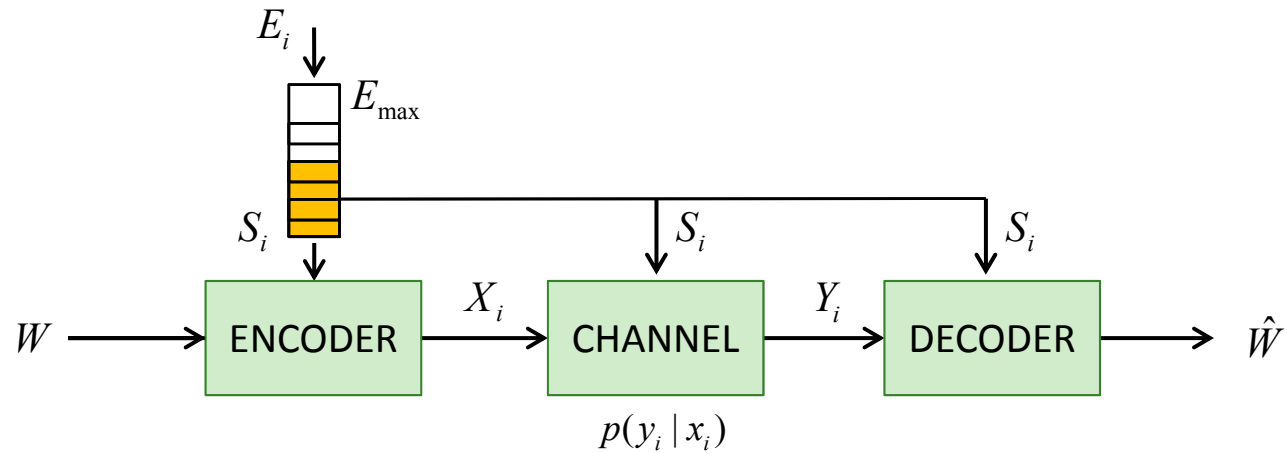 E_i
E_max
S_i
S_i
S_i
W
ENCODER
X_i
CHANNEL
Y_i
DECODER
Ŵ
p(y_i | x_i)